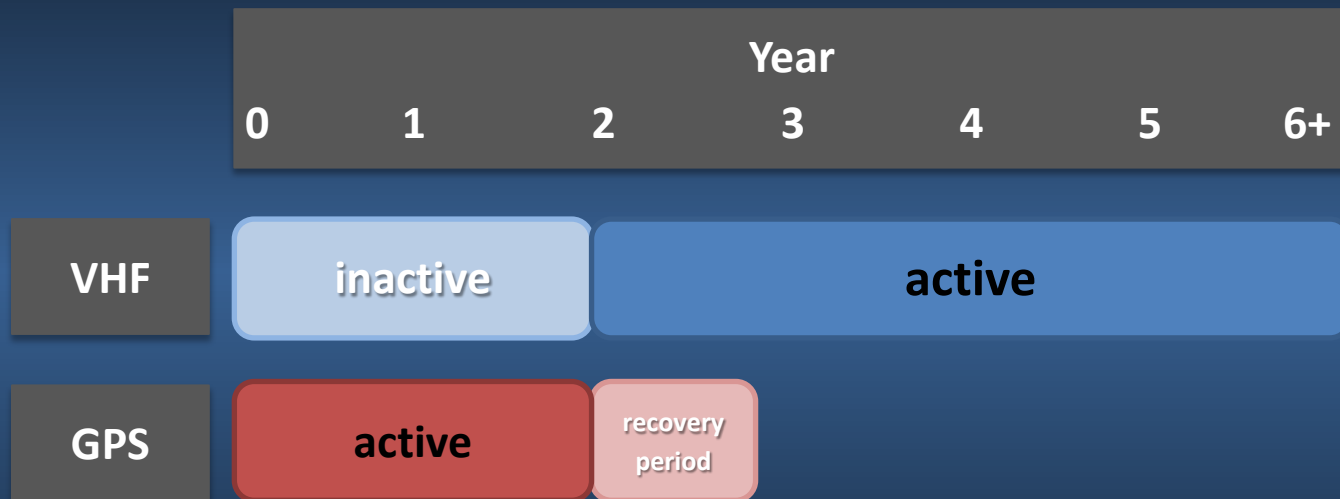 Year
0 1 2 3 4 5 6+
VHF inactive active
GPS active recovery
period